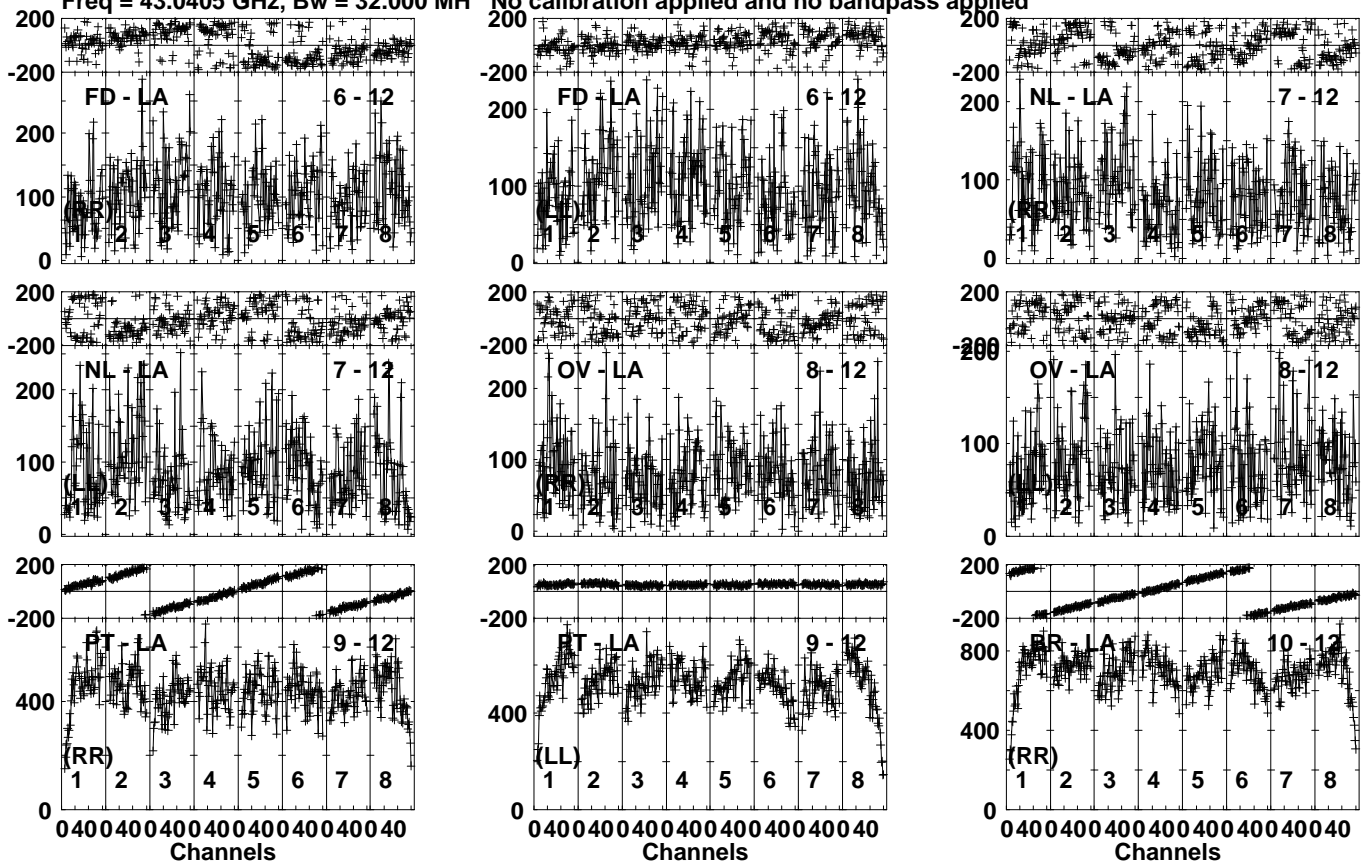 Freq = 43.0405 GHz, Bw = 32.000 MH No calibration applied and no bandpass applied
200 200 200
-200 -200 -200
FD - LA 6 - 12 FD - LA 6 - 12 NL - LA 7 - 12
200 200 200
100 100 100
(RR) (LL) (RR)
1 2 3 4 5 6 7 8 1 2 3 4 5 6 7 8 1 2 3 4 5 6 7 8
0 0 0
200 200 200
-200 -200 -200
200
NL - LA 7 - 12 OV - LA 8 - 12 OV - LA 8 - 12
200 200
100 100 100
(LL) (RR) (LL)
1 2 3 4 5 6 7 8 1 2 3 4 5 6 7 8 1 2 3 4 5 6 7 8
0 0 0
200 200 200
-200 -200 -200
PT - LA 9 - 12 PT - LA 9 - 12 BR - LA 10 - 12
800
400 400 400
(RR) (LL) (RR)
1 2 3 4 5 6 7 8 1 2 3 4 5 6 7 8 1 2 3 4 5 6 7 8
0 0 0
0 40 0 40 0 40 0 40 0 40 0 40 0 40 0 40 0 40 0 40 0 40 0 40 0 40 0 40 0 40 0 40 0 40 0 40 0 40 0 40 0 40 0 40 0 40 0 40
Channels Channels Channels